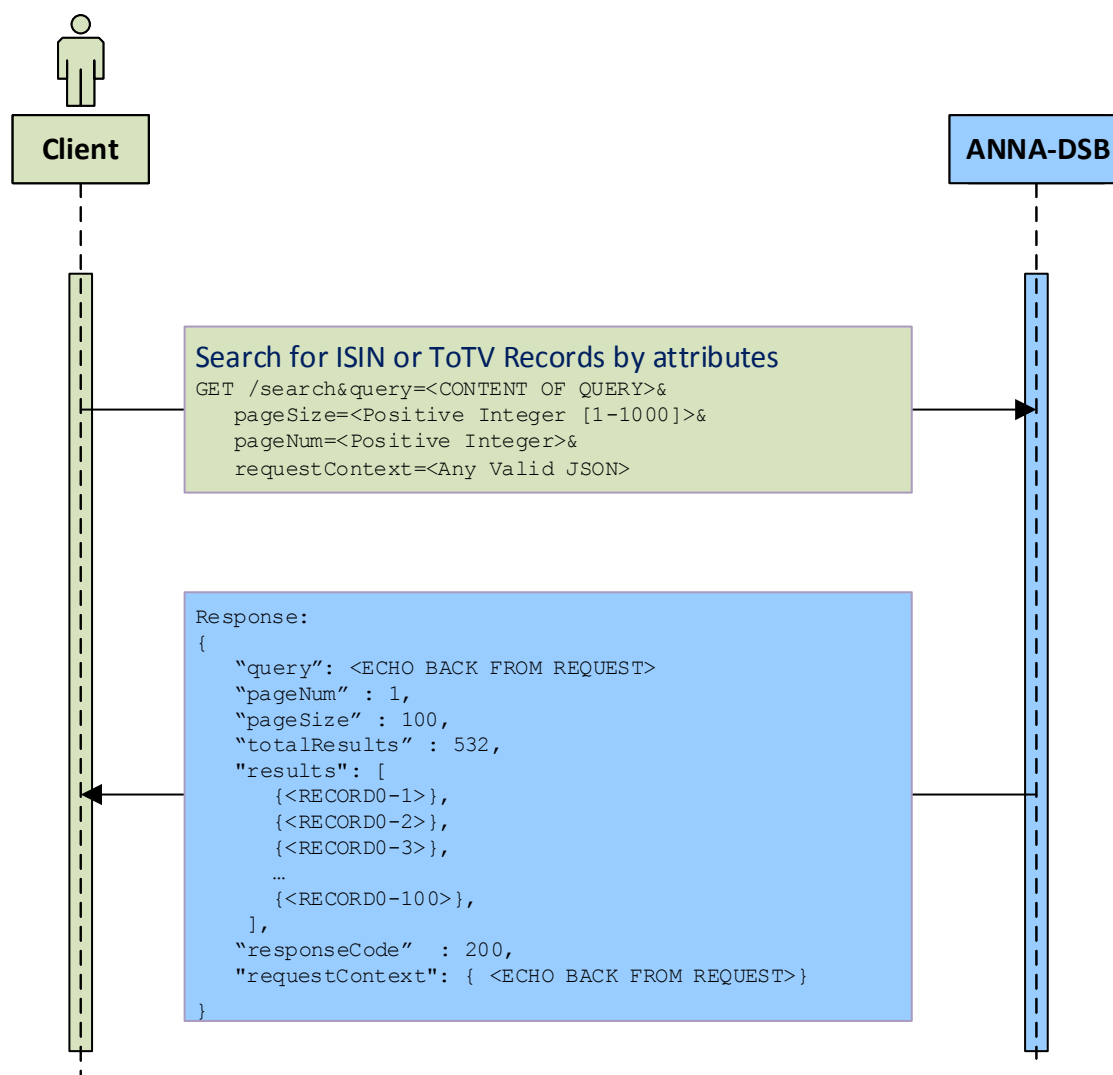 Client
ANNA-DSB
Search for ISIN or ToTV Records by attributes
GET /search&query=<CONTENT OF QUERY>&
pageSize=<Positive Integer [1-1000]>&
pageNum=<Positive Integer>&
requestContext=<Any Valid JSON>
Response:
{
“query”: <ECHO BACK FROM REQUEST>
“pageNum” : 1,
“pageSize” : 100,
“totalResults” : 532,
"results": [
{<RECORD0-1>},
{<RECORD0-2>},
{<RECORD0-3>},
…
{<RECORD0-100>},
],
“responseCode”  : 200,
"requestContext": { <ECHO BACK FROM REQUEST>}
}